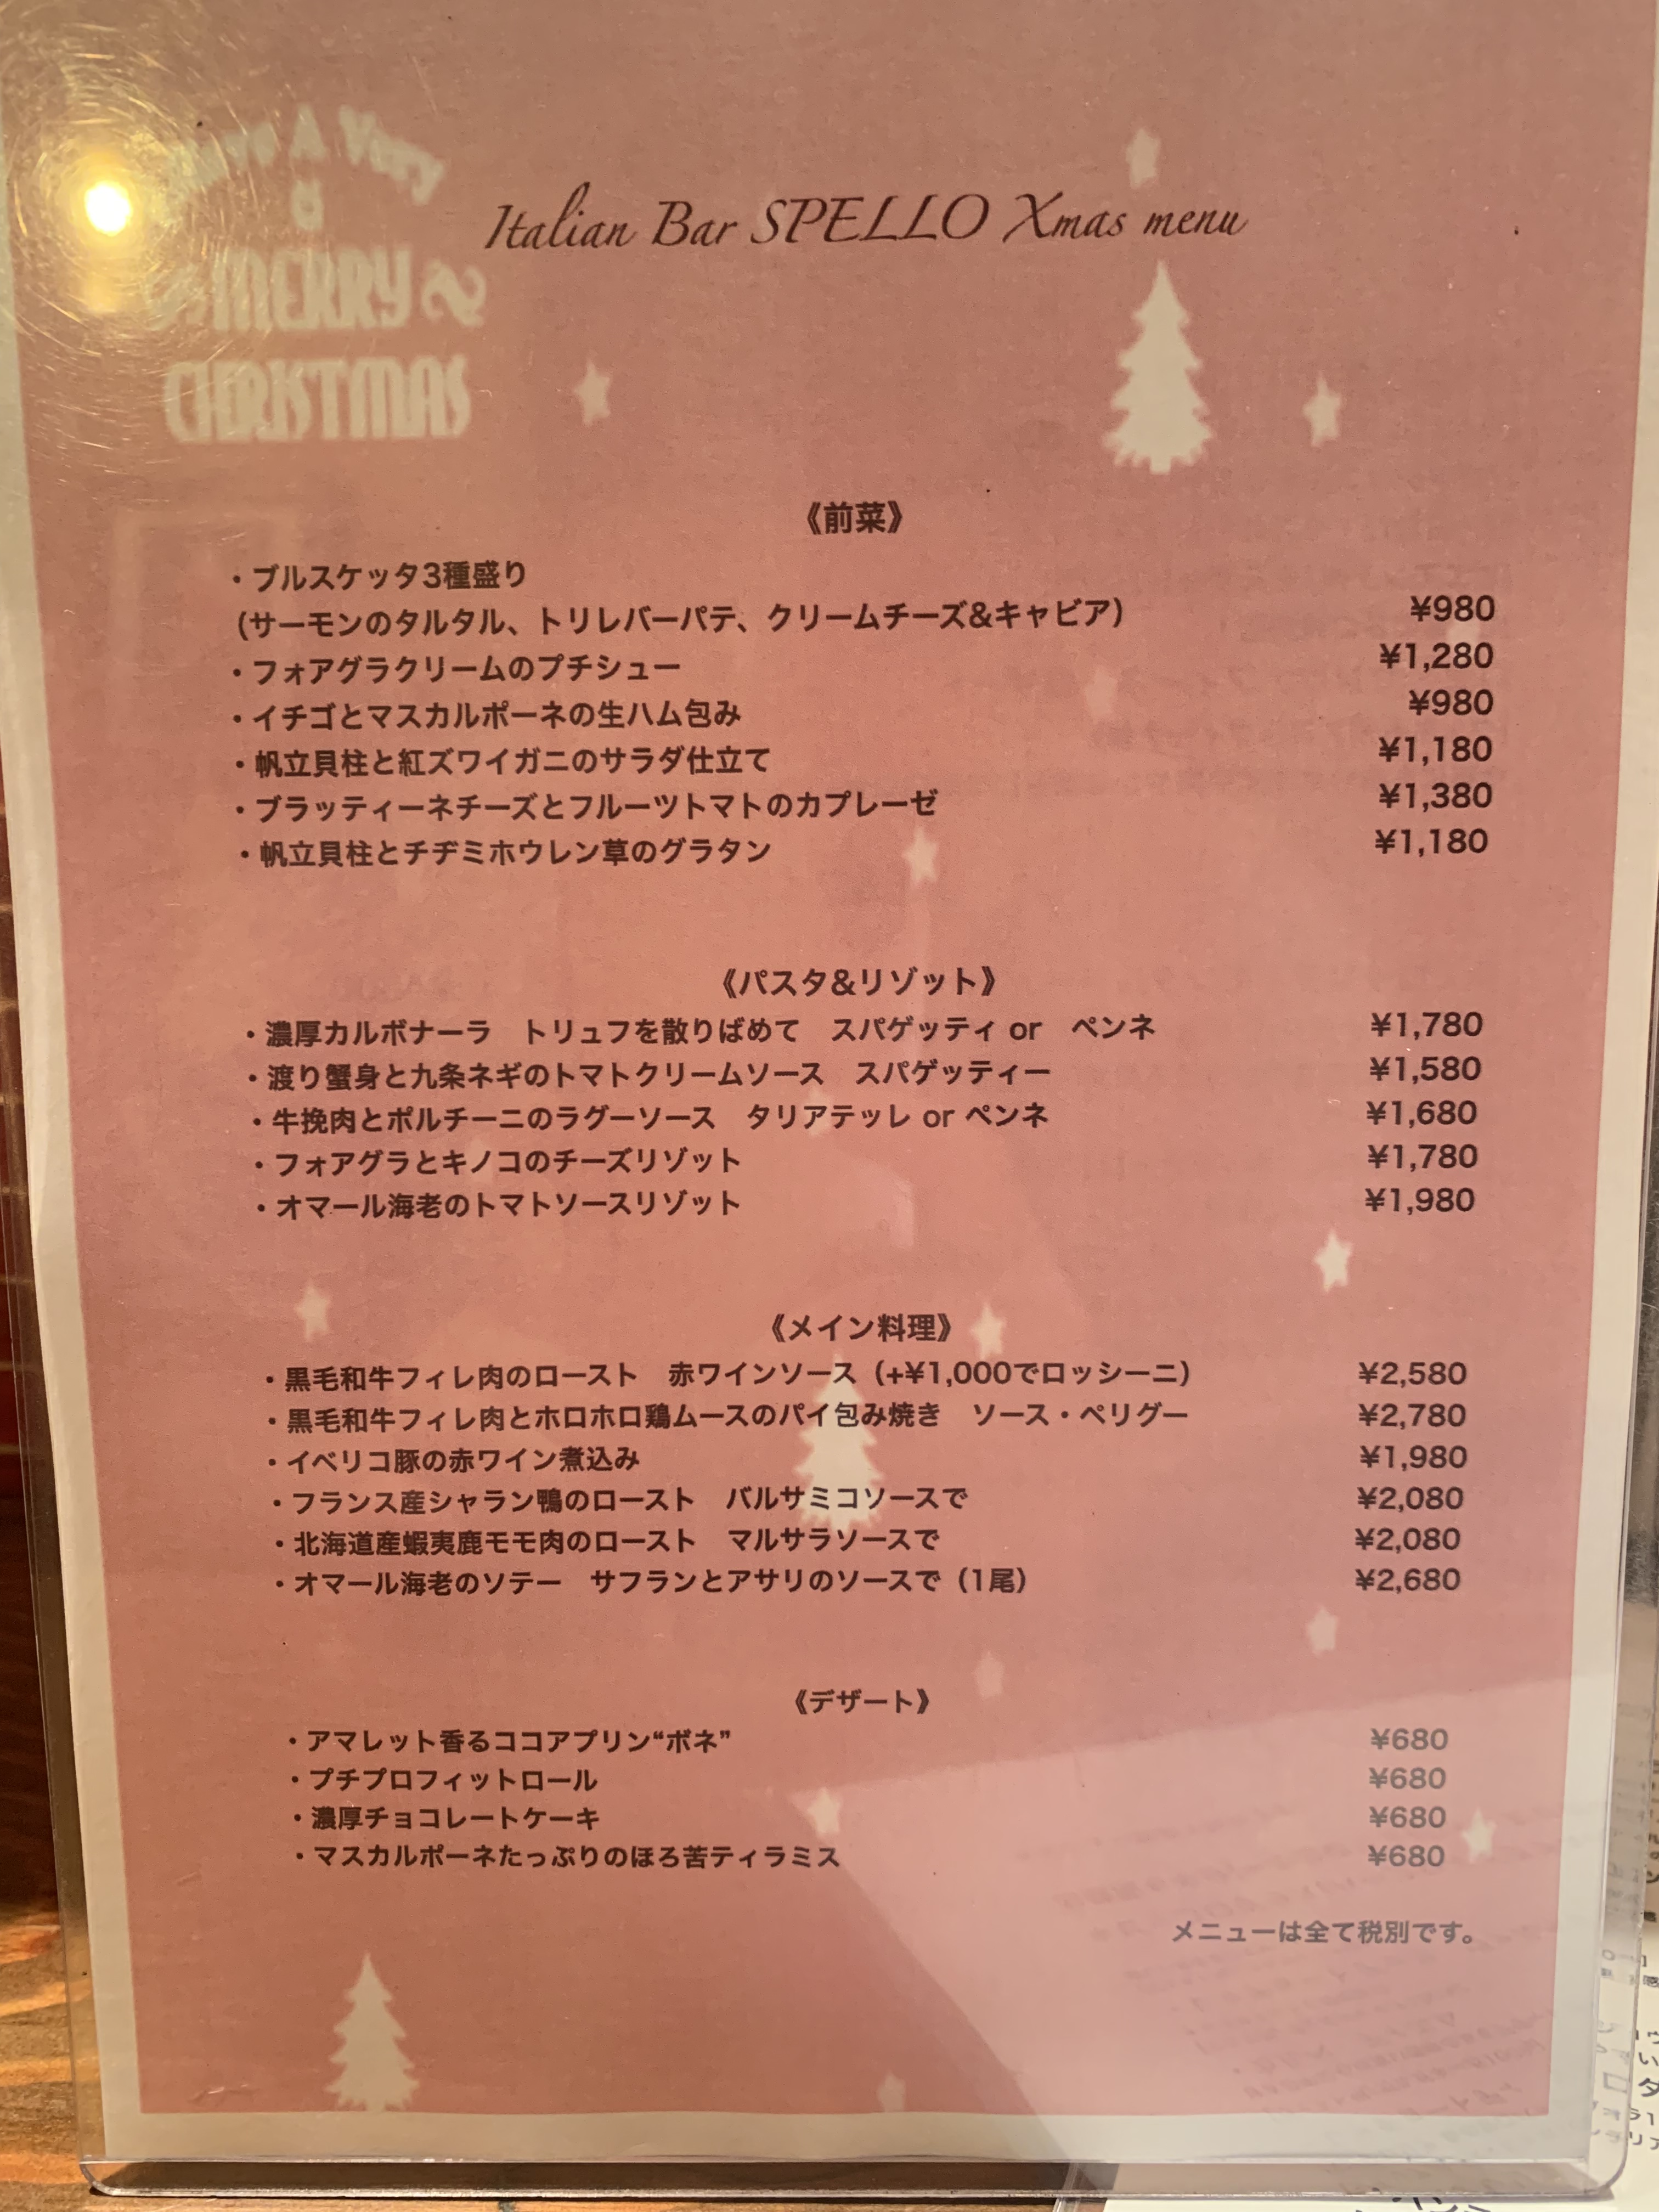 Have A Very
MERRY
CHRISTMAS
Italian Bar SPELLO Xmas menu
《前菜》
・ブルスケッタ3種盛り
(サーモンのタルタル、トリレバーパテ、クリームチーズ&キャビア) ¥980
・フォアグラクリームのプチシュー ¥1,280
・イチゴとマスカルポーネの生ハム包み ¥980
・帆立貝柱と紅ズワイガニのサラダ仕立て ¥1,180
・ブラッティーネチーズとフルーツトマトのカプレーゼ ¥1,380
・帆立貝柱とチヂミホウレン草のグラタン ¥1,180
《パスタ&リゾット》
・濃厚カルボナーラ　トリュフを散りばめて　スパゲッティ or　ペンネ ¥1,780
・渡り蟹身と九条ネギのトマトクリームソース　スパゲッティー ¥1,580
・牛挽肉とポルチーニのラグーソース　タリアテッレ or ペンネ ¥1,680
・フォアグラとキノコのチーズリゾット ¥1,780
・オマール海老のトマトソースリゾット ¥1,980
《メイン料理》
・黒毛和牛フィレ肉のロースト　赤ワインソース（+¥1,000でロッシーニ） ¥2,580
・黒毛和牛フィレ肉とホロホロ鶏ムースのパイ包み焼き　ソース・ペリグー ¥2,780
・イベリコ豚の赤ワイン煮込み ¥1,980
・フランス産シャラン鴨のロースト　バルサミコソースで ¥2,080
・北海道産蝦夷鹿モモ肉のロースト　マルサラソースで ¥2,080
・オマール海老のソテー　サフランとアサリのソースで（1尾） ¥2,680
《デザート》
・アマレット香るココアプリン“ボネ” ¥680
・プチプロフィットロール ¥680
・濃厚チョコレートケーキ ¥680
・マスカルポーネたっぷりのほろ苦ティラミス ¥680
メニューは全て税別です。